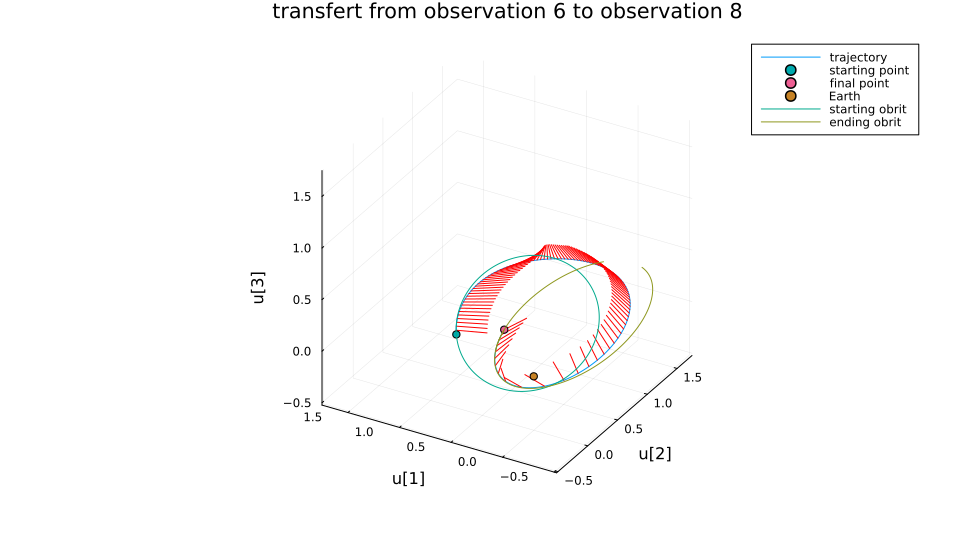 transfert from observation 6 to observation 8
trajectory
starting point
final point
Earth
starting obrit
ending obrit
1.5
1.0
0.5
0.0
−0.5
u[3]
1.5
1.0
0.5
0.0
−0.5
u[1]
1.5
1.0
0.5
0.0
−0.5
u[2]